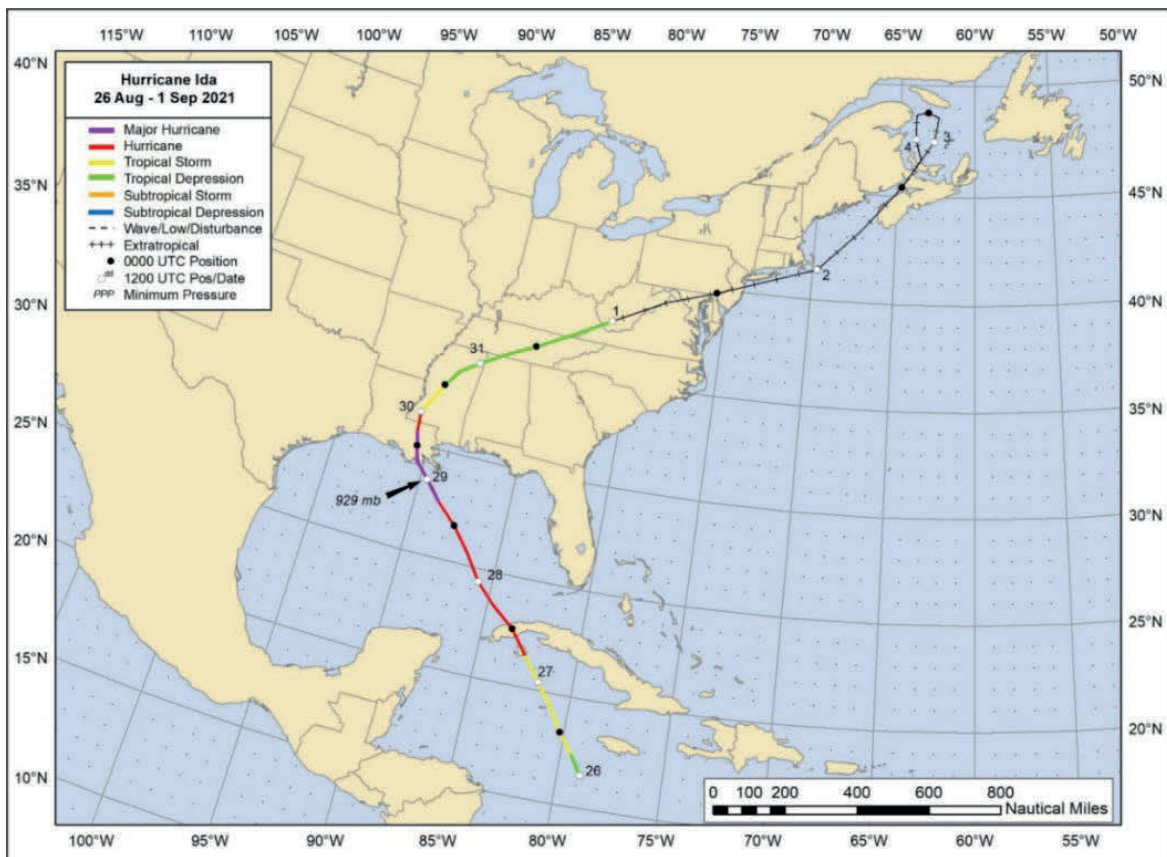 115°W 110°W 105°W 100°W 95°W 90°W 85°W 80°W 75°W 70°W 65°W 60°W 55°W 50°W
40°N
35°N
30°N
25°N
20°N
15°N
10°N
Hurricane Ida
26 Aug - 1 Sep 2021
Major Hurricane
Hurricane
Tropical Storm
Tropical Depression
Subtropical Storm
Subtropical Depression
Wave/Low/Disturbance
Extratropical
0000 UTC Position
dd 1200 UTC Pos/Date
PPP Minimum Pressure
3
4
2
1
31
30
29
929 mb
28
27
26
50°N
45°N
40°N
35°N
30°N
25°N
20°N
0 100 200 400 600 800
Nautical Miles
100°W 95°W 90°W 85°W 80°W 75°W 70°W 65°W 60°W 55°W